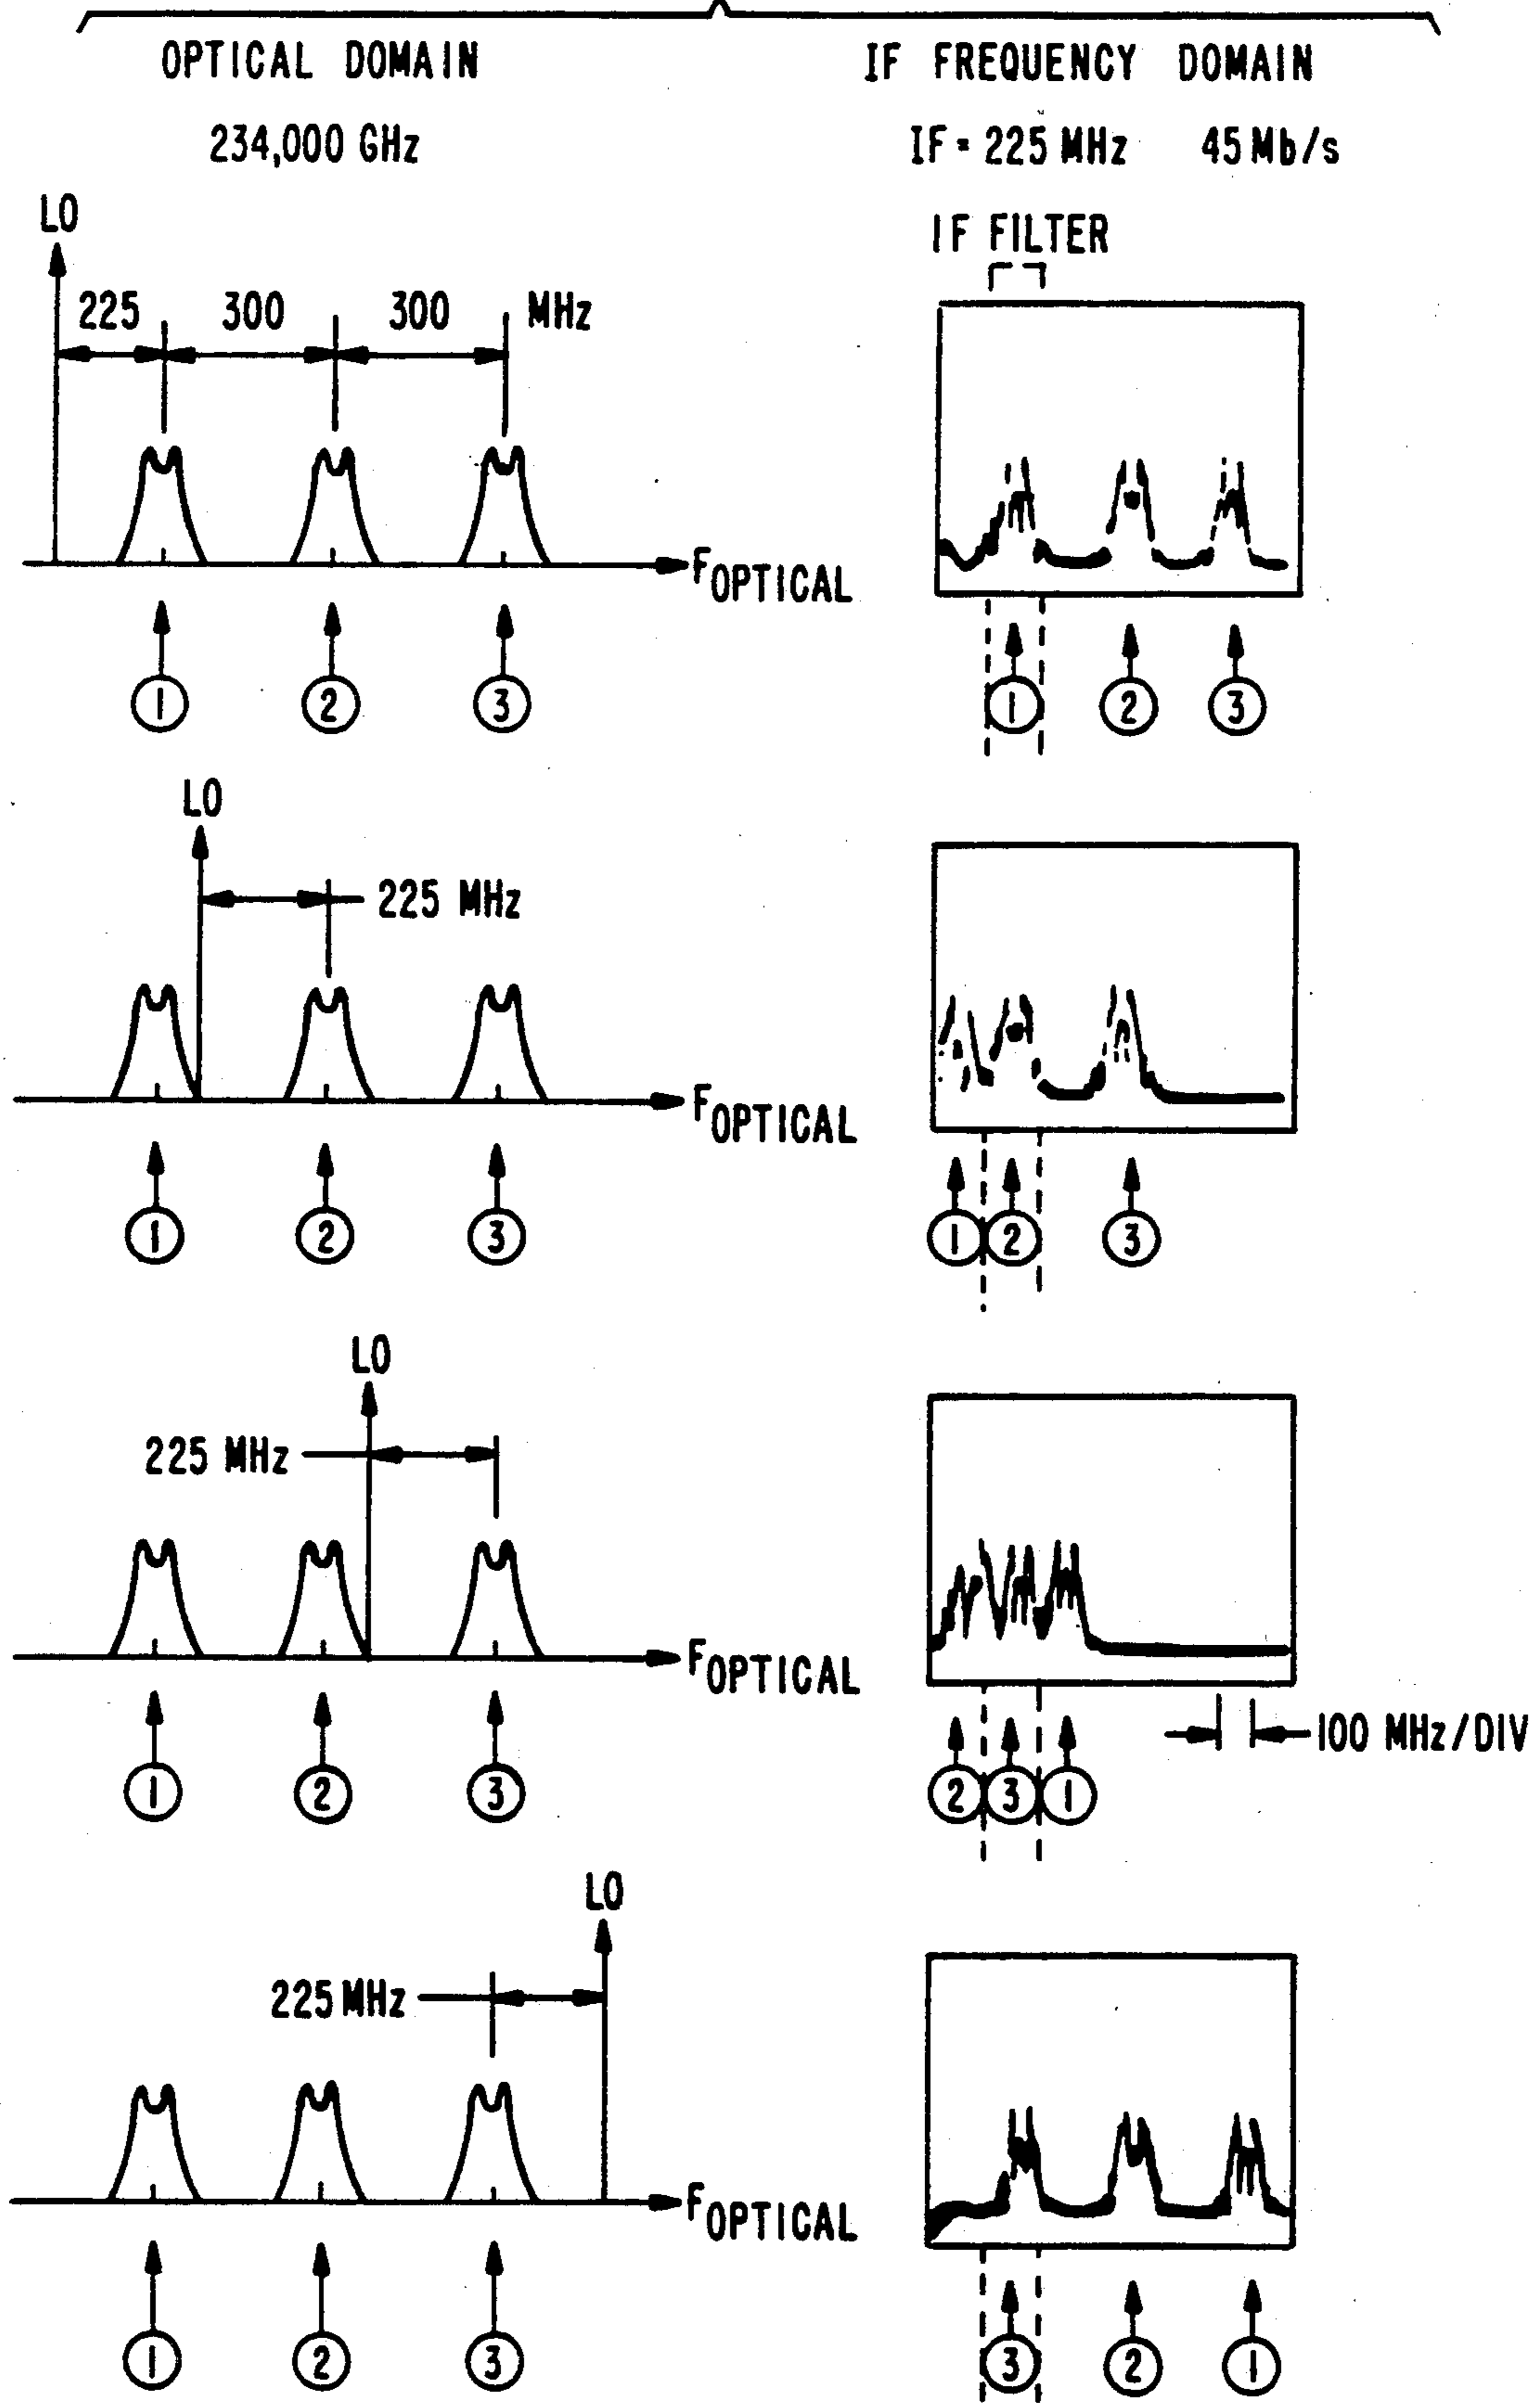 OPTICAL DOMAIN
234,000 GHz
IF FREQUENCY DOMAIN
IF = 225 MHz 45 Mb/s
LO
225 300 300 MHz
FOPTICAL
1 2 3
IF FILTER
1 2 3
LO
225 MHz
FOPTICAL
1 2 3
1 2 3
LO
225 MHz
FOPTICAL
1 2 3
100 MHz/DIV
2 3 1
LO
225 MHz
FOPTICAL
1 2 3
3 2 1